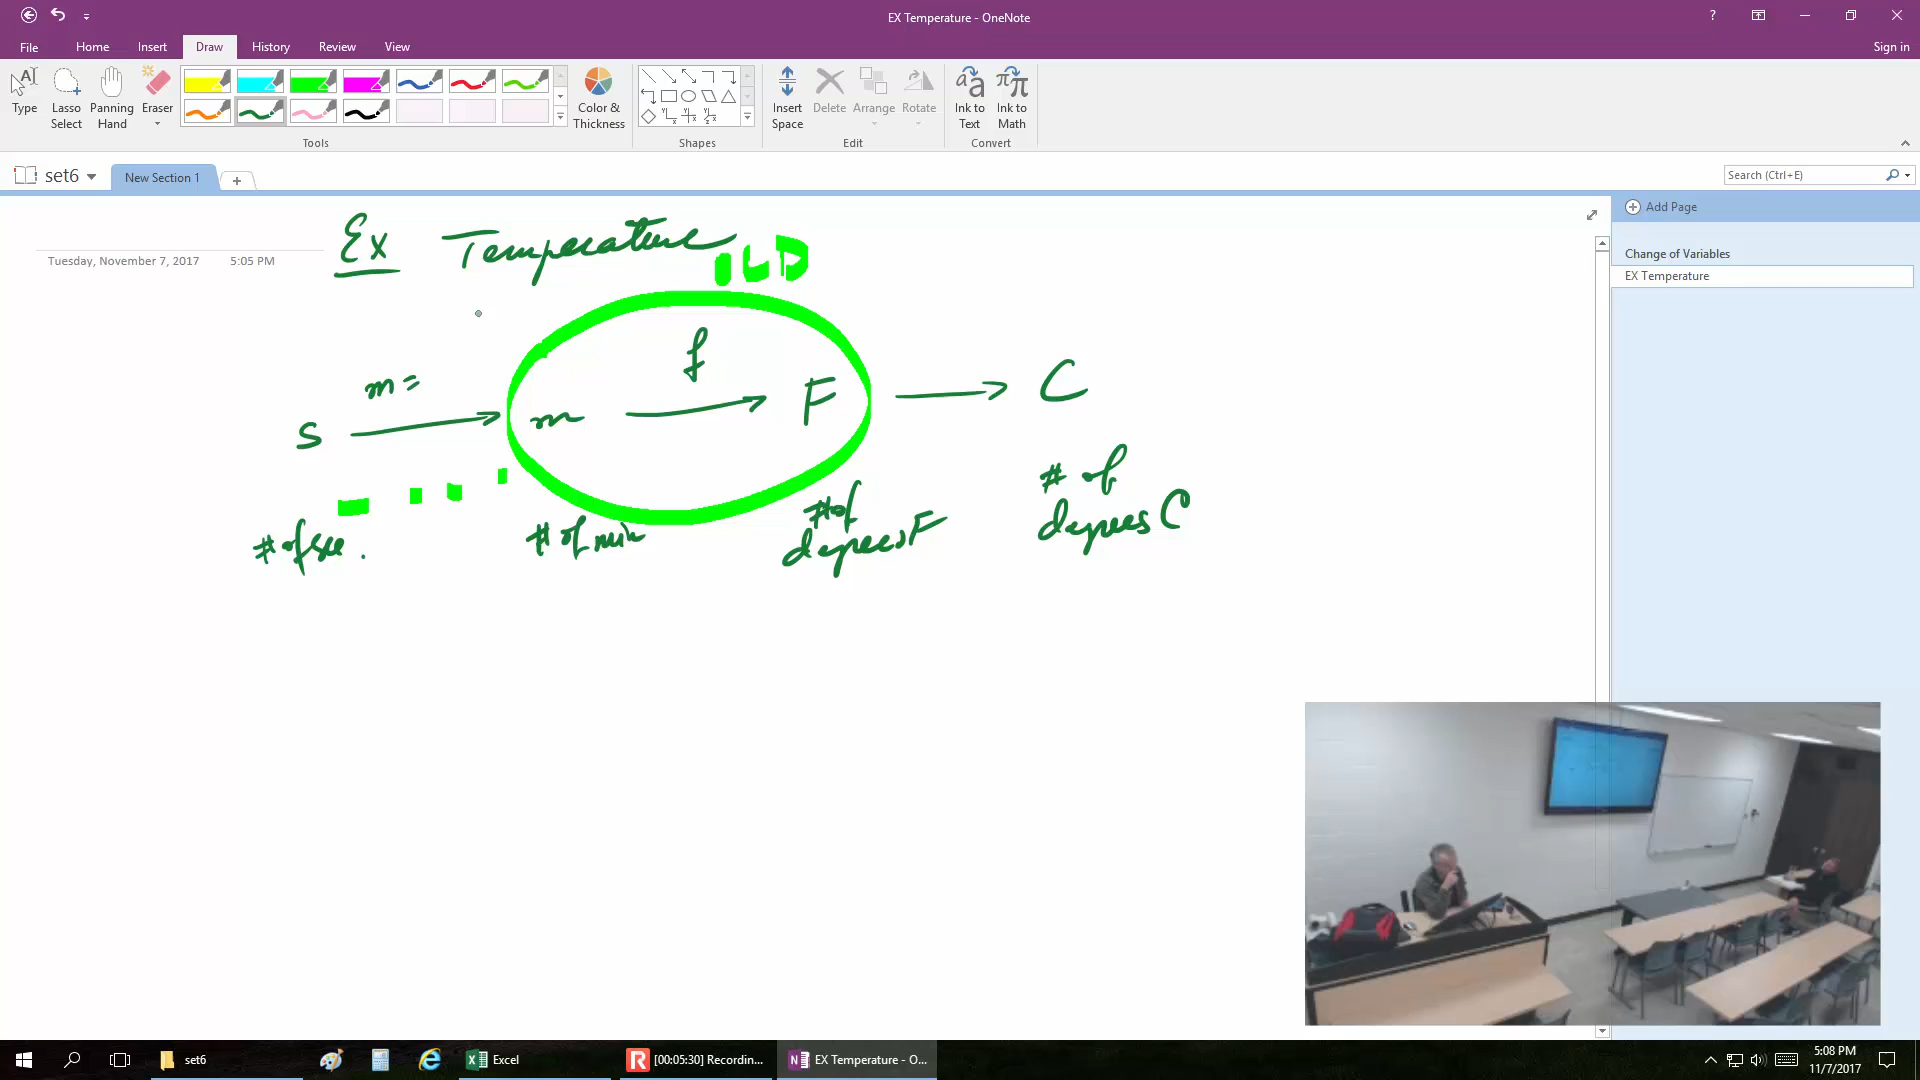 EX Temperature - OneNote
?
File
Home
Insert
Draw
History
Review
View
Sign in
Type
Lasso Select
Panning Hand
Eraser
Color & Thickness
Insert Space
Delete
Arrange
Rotate
Ink to Text
Ink to Math
Tools
Shapes
Edit
Convert
set6
New Section 1
Search (Ctrl+E)
Add Page
Change of Variables
EX Temperature
Tuesday, November 7, 2017 5:05 PM
Ex Temperature
OLD
f
m =
s
m
F
C
# of sec.
# of min
# of
degrees F
# of
degrees C
set6
Excel
[00:05:30] Recordin...
EX Temperature - O...
5:08 PM
11/7/2017